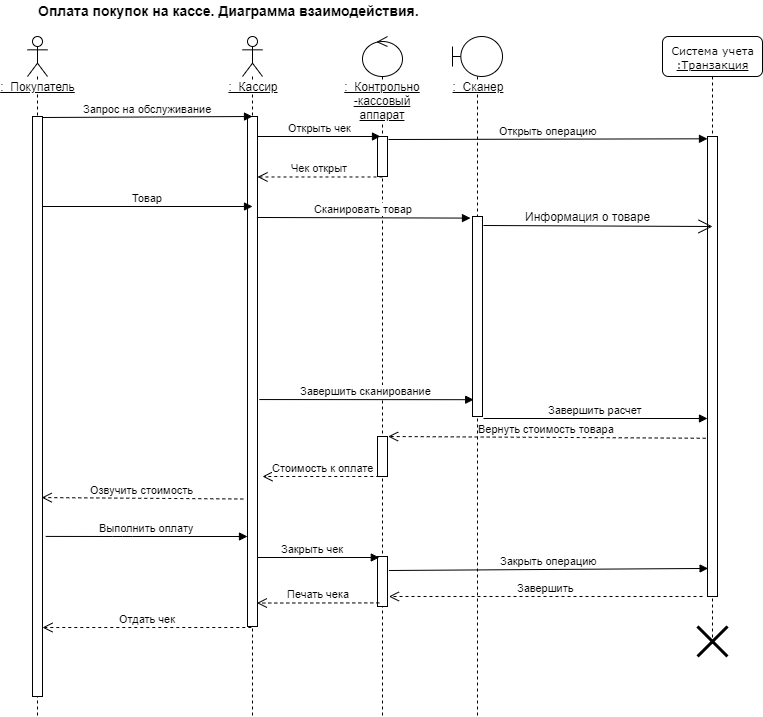 Оплата покупок на кассе. Диаграмма взаимодействия.
: Покупатель
: Кассир
: Контрольно
-кассовый
аппарат
: Сканер
Система учета
:Транзакция
Запрос на обслуживание
Открыть чек
Открыть операцию
Чек открыт
Товар
Сканировать товар
Информация о товаре
Завершить сканирование
Завершить расчет
Вернуть стоимость товара
Стоимость к оплате
Озвучить стоимость
Выполнить оплату
Закрыть чек
Закрыть операцию
Завершить
Печать чека
Отдать чек